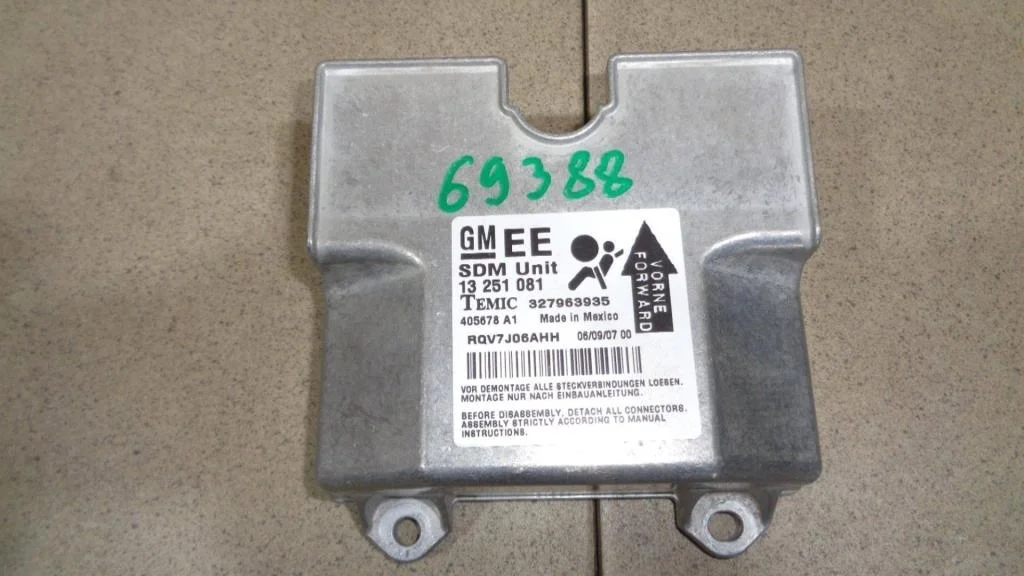 69388
GM EE
SDM Unit
13 251 081
TEMIC 327963935
405678 A1 Made in Mexico
RQV7J06AHH 06/09/07 00
VORNE
FORWARD
VOR DEMONTAGE ALLE STECKVERBINDUNGEN LOESEN.
MONTAGE NUR NACH EINBAUANLEITUNG.
BEFORE DISASSEMBLY, DETACH ALL CONNECTORS.
ASSEMBLY STRICTLY ACCORDING TO MANUAL
INSTRUCTIONS.